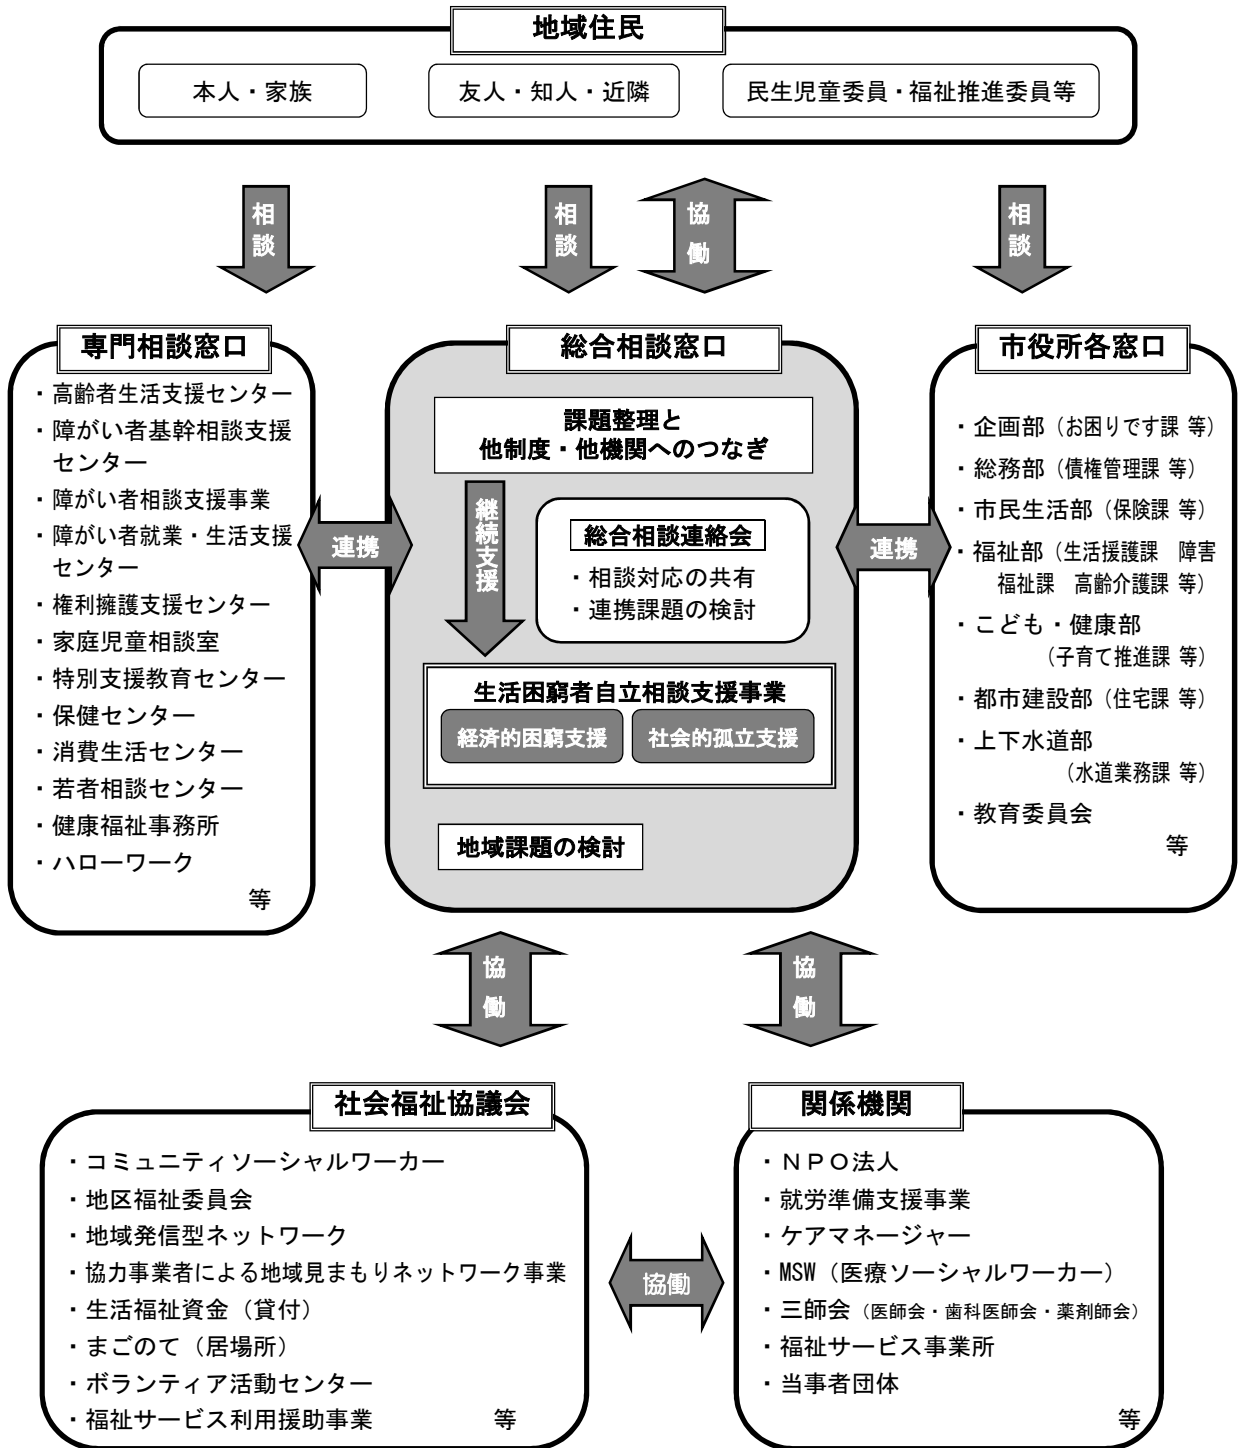 地域住民
本人・家族
友人・知人・近隣
民生児童委員・福祉推進委員等
相談
相談
協働
相談
専門相談窓口
・高齢者生活支援センター
・障がい者基幹相談支援
センター
・障がい者相談支援事業
・障がい者就業・生活支援
センター
・権利擁護支援センター
・家庭児童相談室
・特別支援教育センター
・保健センター
・消費生活センター
・若者相談センター
・健康福祉事務所
・ハローワーク
等
連携
総合相談窓口
課題整理と
他制度・他機関へのつなぎ
継続支援
総合相談連絡会
・相談対応の共有
・連携課題の検討
生活困窮者自立相談支援事業
経済的困窮支援
社会的孤立支援
地域課題の検討
連携
市役所各窓口
・企画部（お困りです課 等）
・総務部（債権管理課 等）
・市民生活部（保険課 等）
・福祉部（生活援護課　障害
福祉課　高齢介護課 等）
・こども・健康部
（子育て推進課 等）
・都市建設部（住宅課 等）
・上下水道部
（水道業務課 等）
・教育委員会
等
協働
協働
社会福祉協議会
・コミュニティソーシャルワーカー
・地区福祉委員会
・地域発信型ネットワーク
・協力事業者による地域見まもりネットワーク事業
・生活福祉資金（貸付）
・まごのて（居場所）
・ボランティア活動センター
・福祉サービス利用援助事業　等
協働
関係機関
・ＮＰＯ法人
・就労準備支援事業
・ケアマネージャー
・MSW（医療ソーシャルワーカー）
・三師会（医師会・歯科医師会・薬剤師会）
・福祉サービス事業所
・当事者団体
等